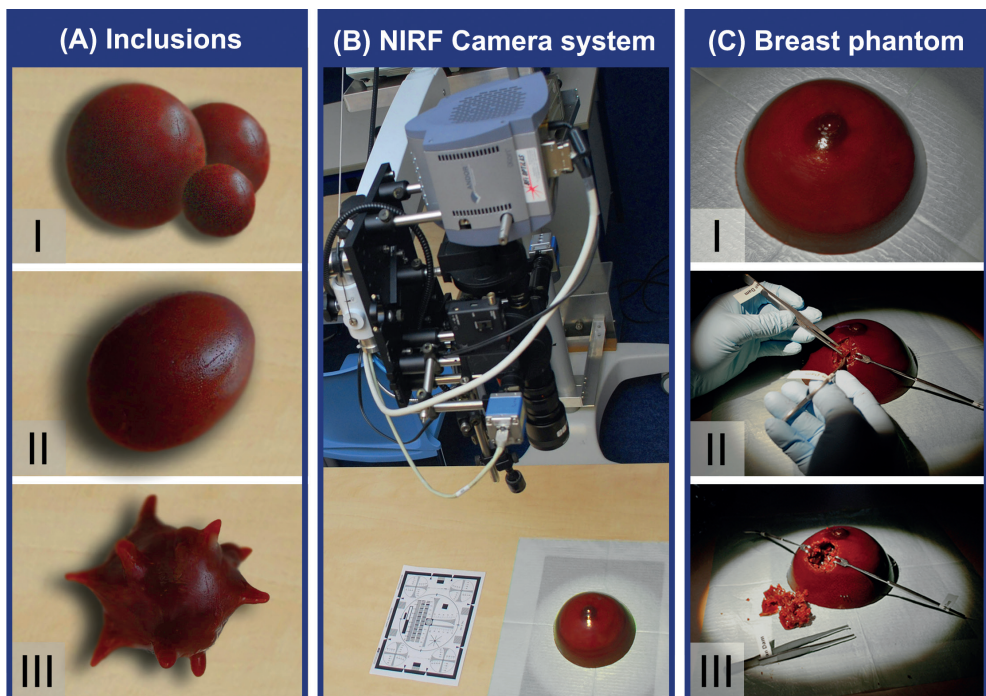 (A) Inclusions
I
II
III
(B) NIRF Camera system
(C) Breast phantom
I
II
III